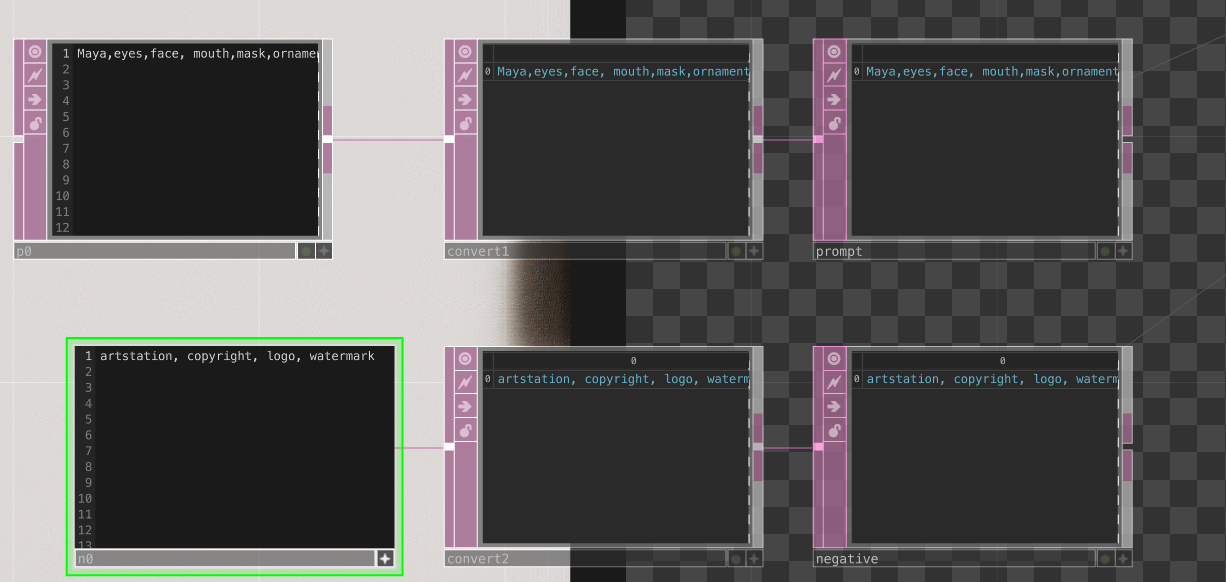 1 Maya,eyes,face, mouth,mask,orname
2
3
4
5
6
7
8
9
10
11
12
p0
0 Maya,eyes,face, mouth,mask,ornament
convert1
0 Maya,eyes,face, mouth,mask,ornament
prompt
1 artstation, copyright, logo, watermark
2
3
4
5
6
7
8
9
10
11
12
13
n0
0
0 artstation, copyright, logo, waterm
convert2
0
0 artstation, copyright, logo, waterm
negative